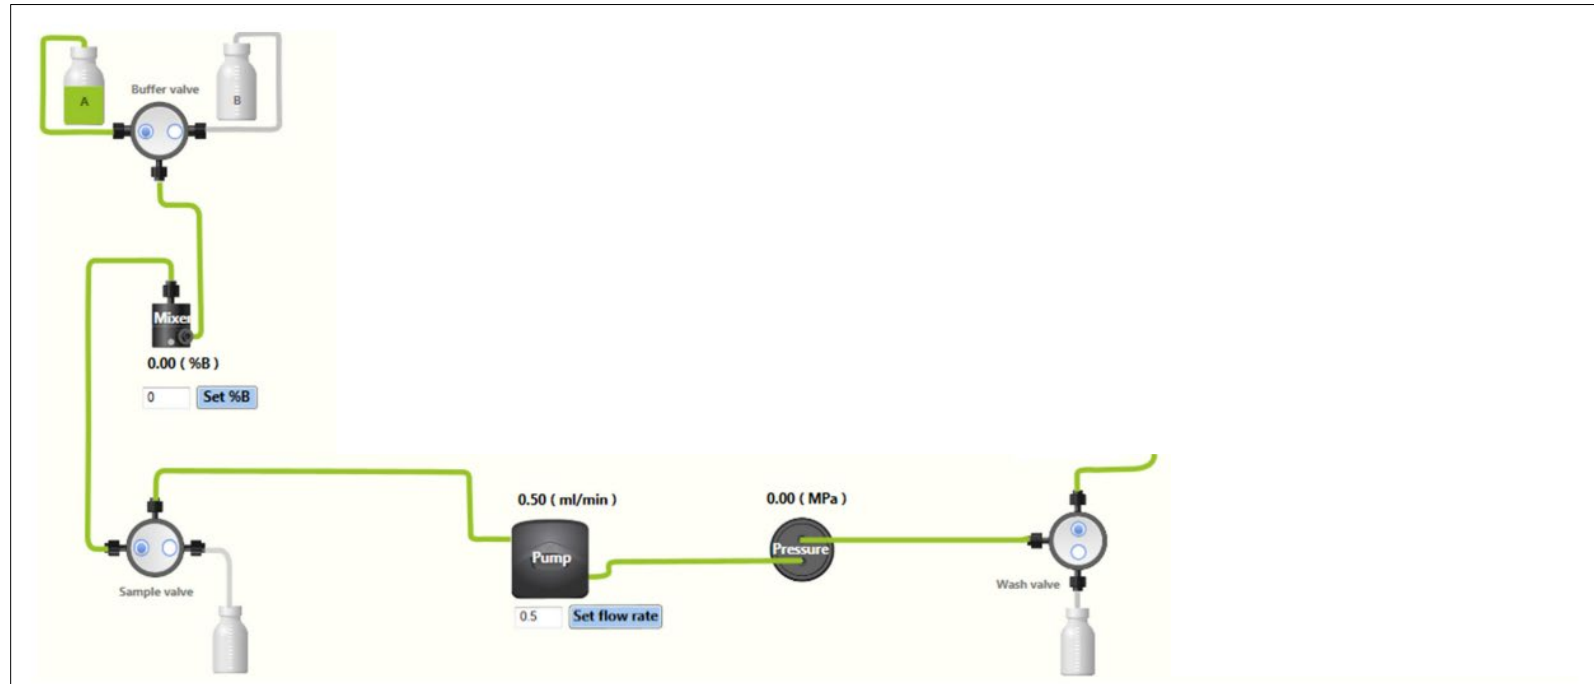 Buffer valve
A
B
Mixer
0.00 ( %B )
0
Set %B
0.50 ( ml/min )
0.00 ( MPa )
Pump
Pressure
Sample valve
Wash valve
0.5
Set flow rate